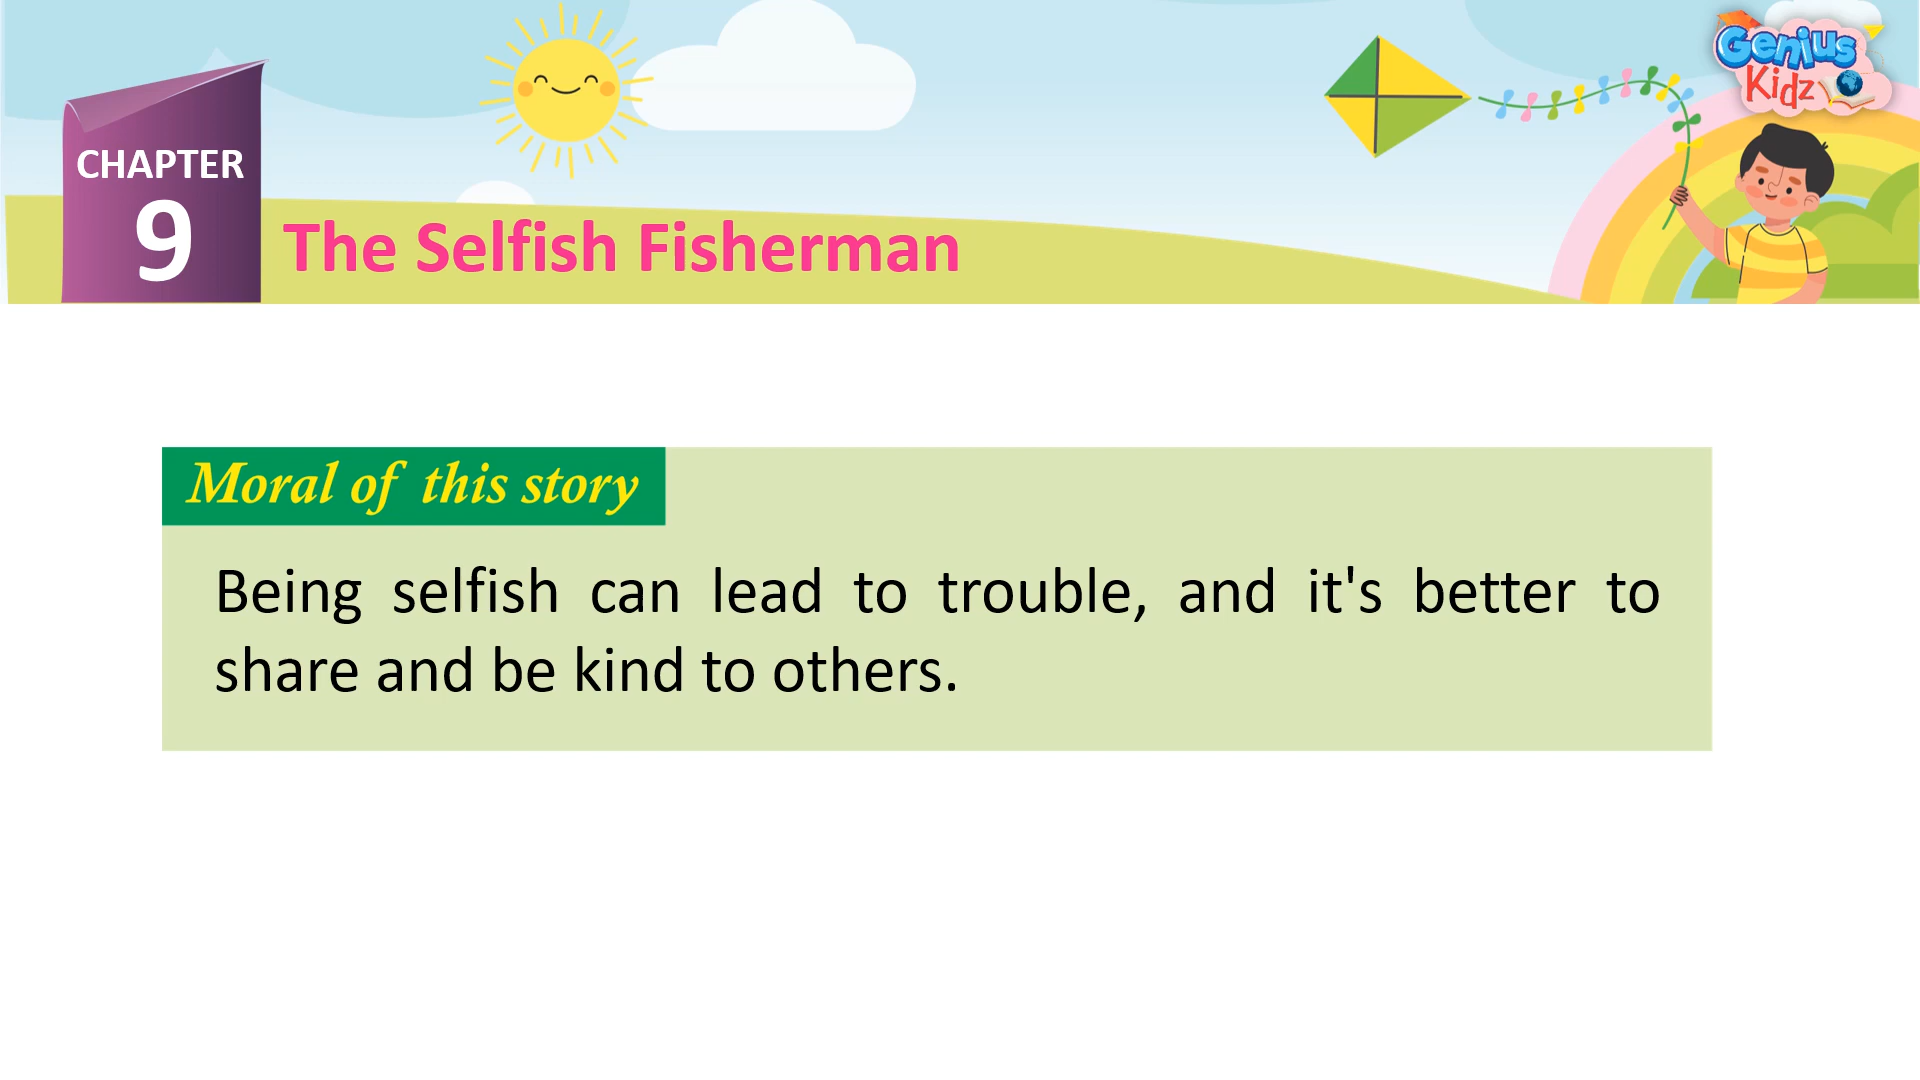 Genius
Kidz
CHAPTER
9
The Selfish Fisherman
Moral of this story
Being selfish can lead to trouble, and it's better to
share and be kind to others.